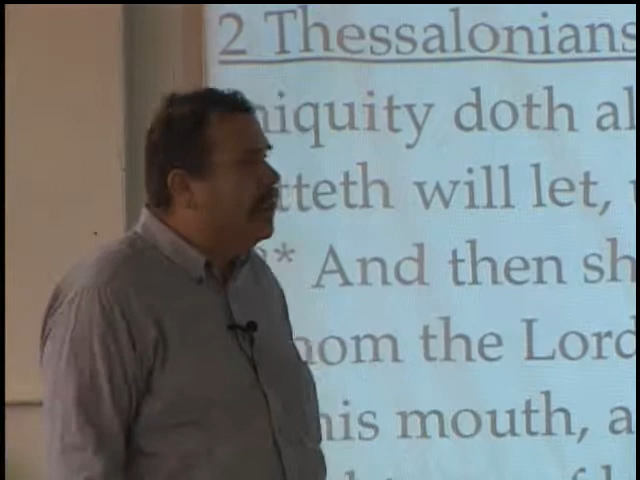 2 Thessalonians
iniquity doth al
tteth will let,
* And then sh
hom the Lord
his mouth, a